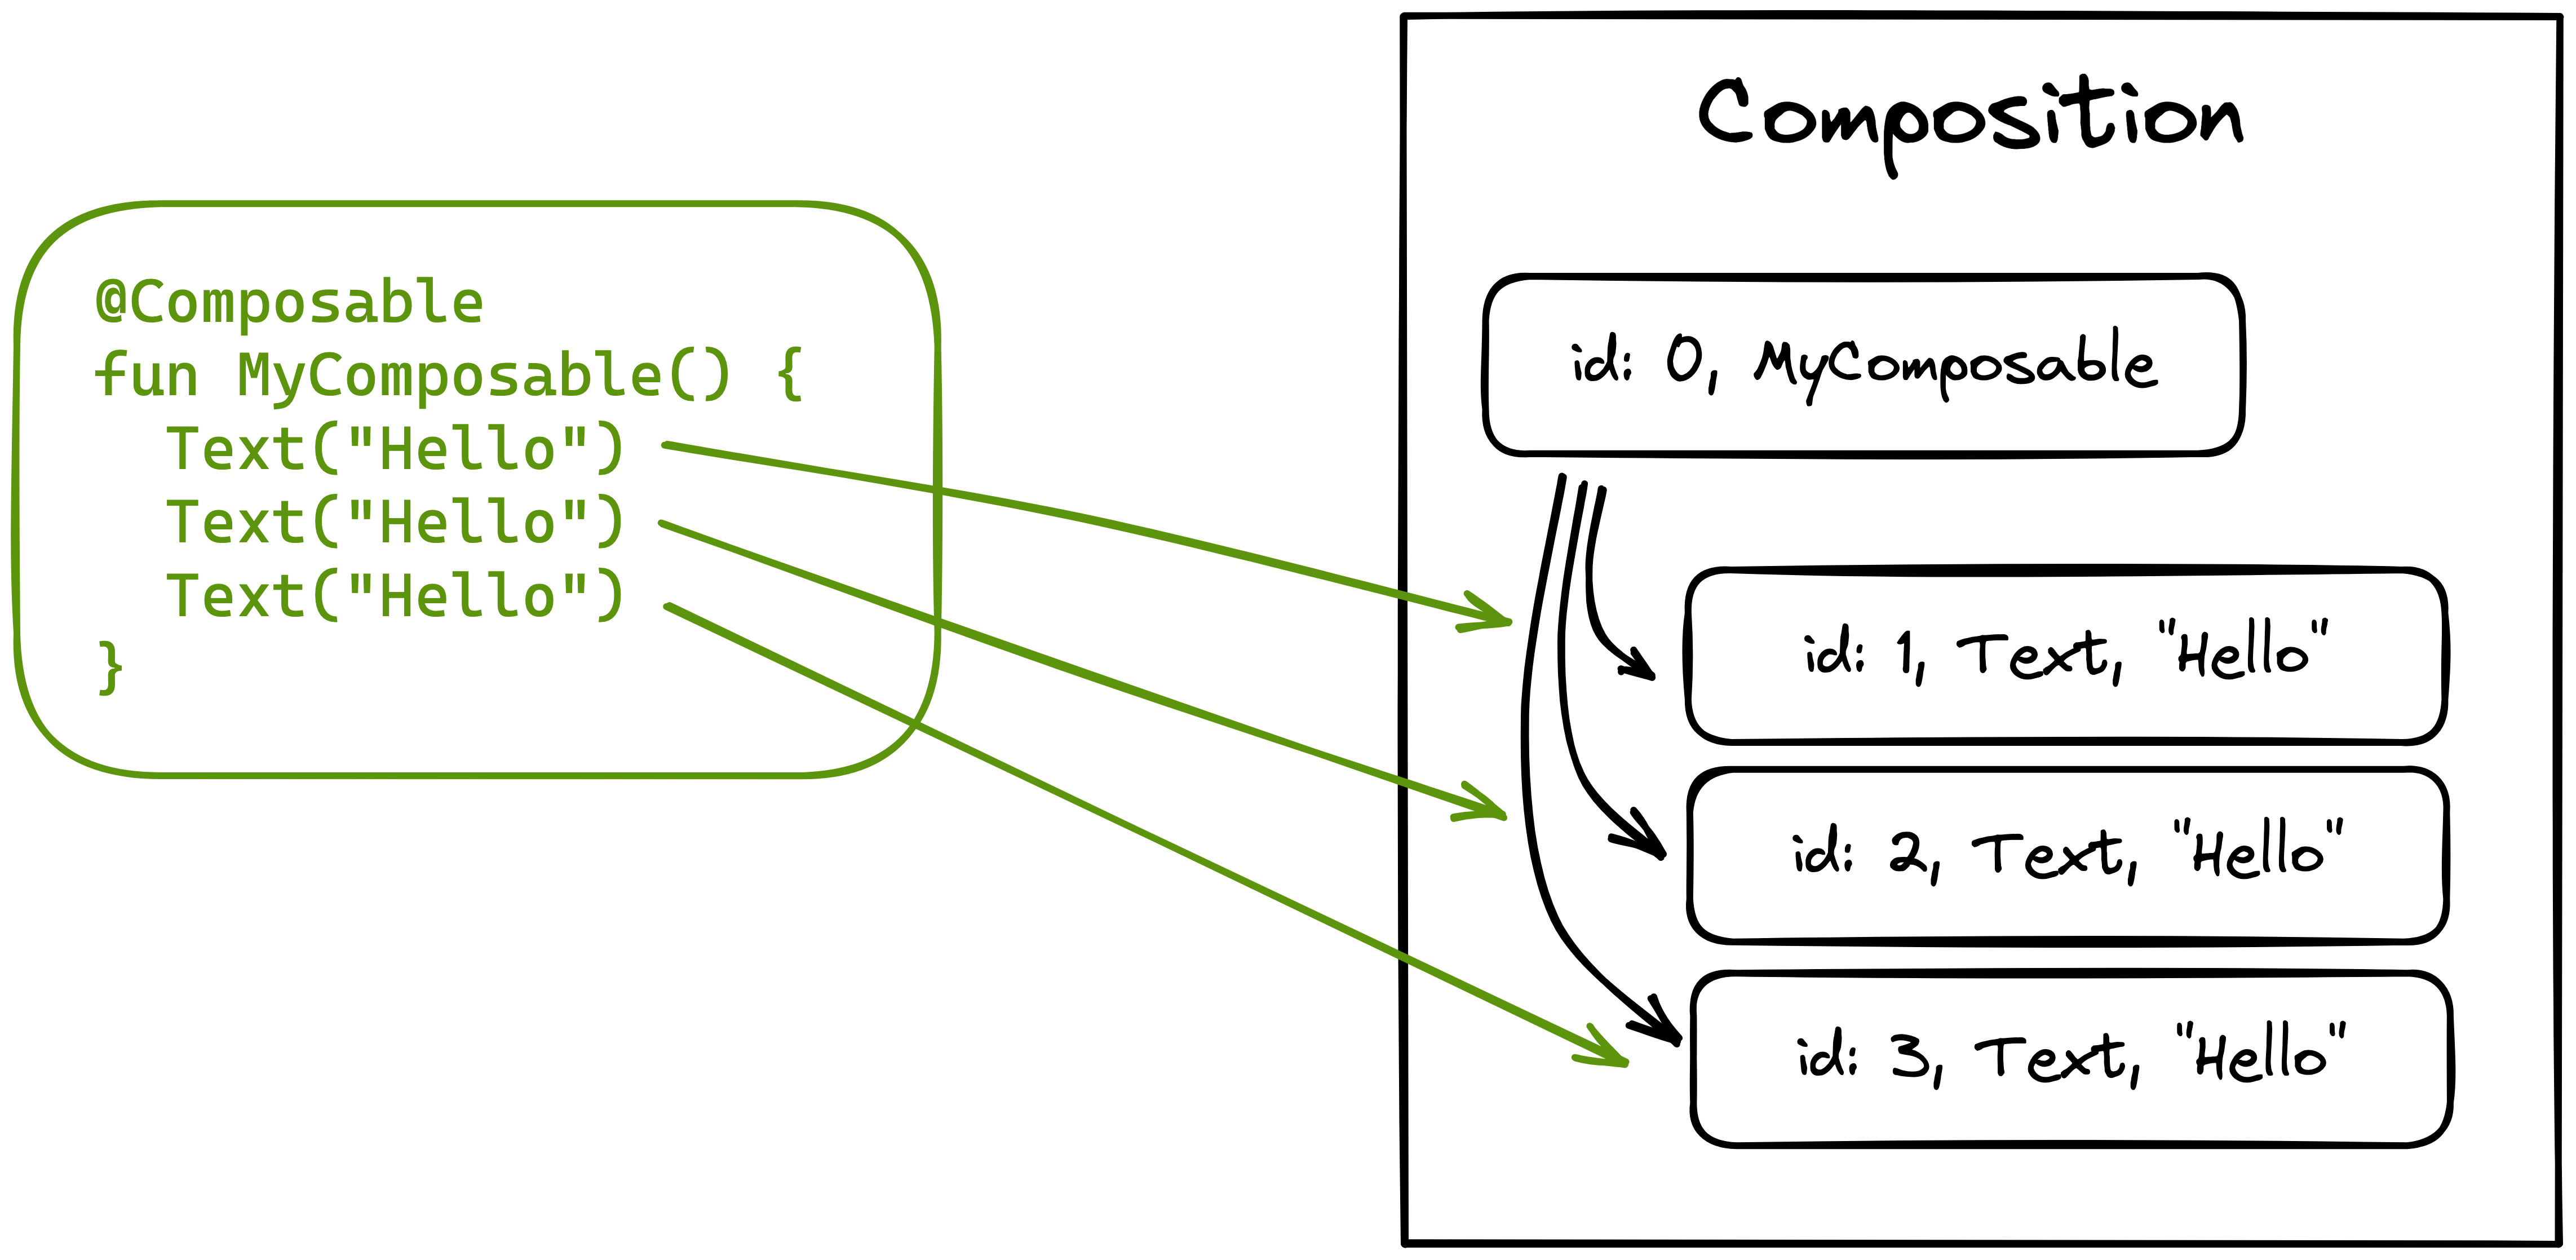 @Composable
fun MyComposable() {
  Text("Hello")
  Text("Hello")
  Text("Hello")
}
Composition
id: 0, MyComposable
id: 1, Text, "Hello"
id: 2, Text, "Hello"
id: 3, Text, "Hello"